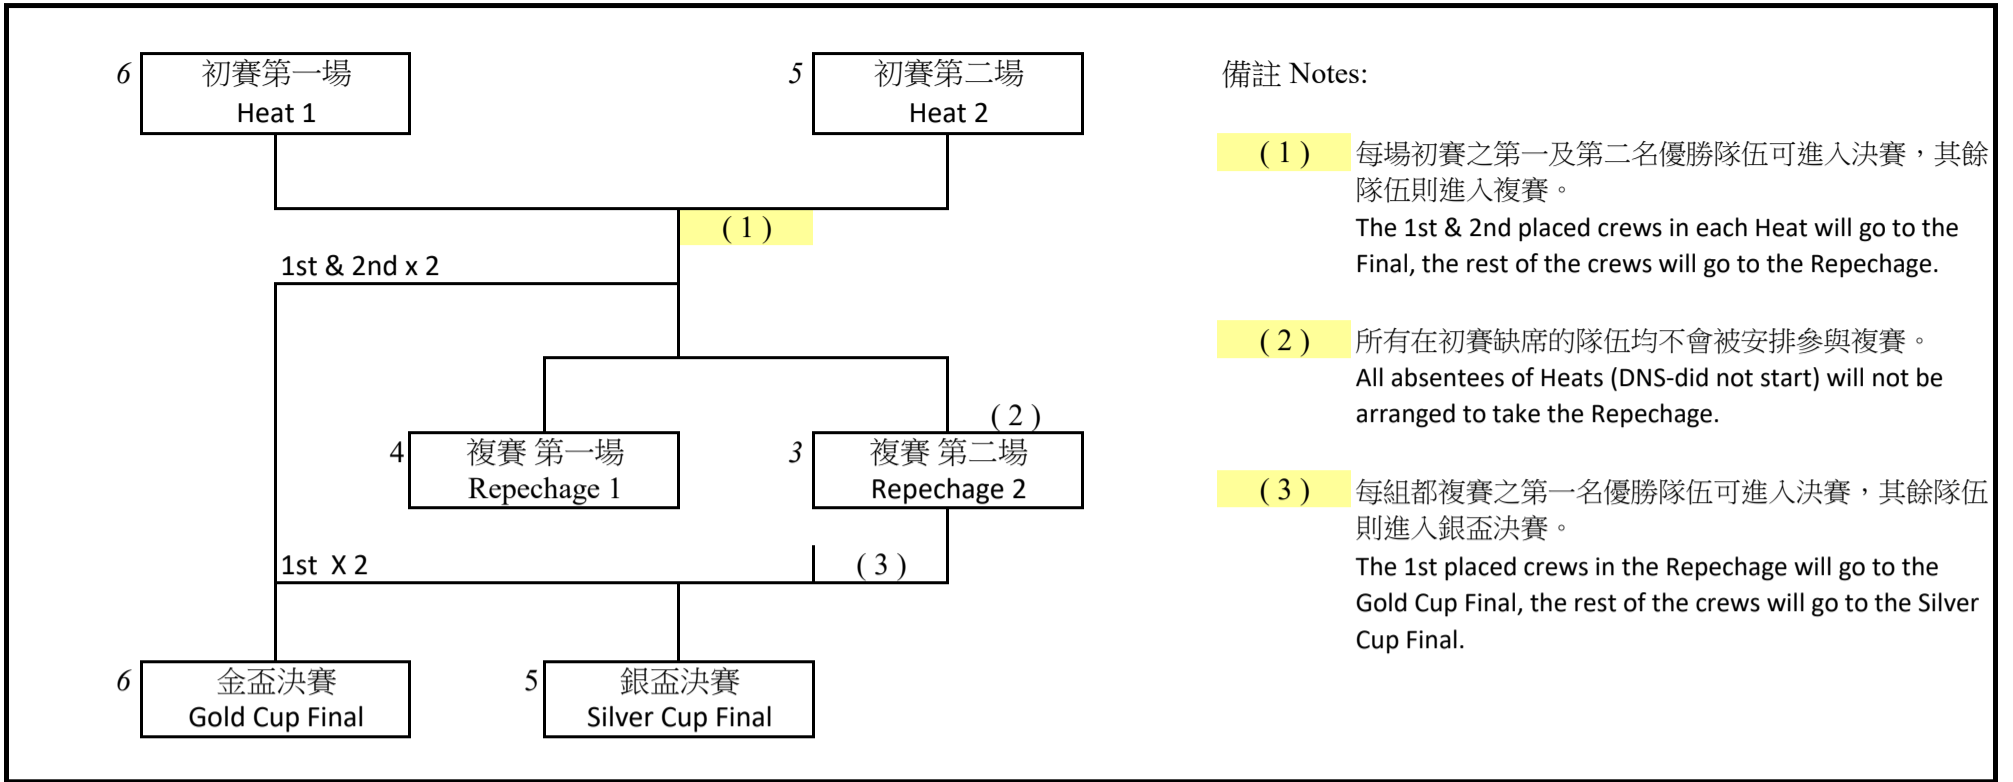 6
初賽第一場
Heat 1
5
初賽第二場
Heat 2
( 1 )
1st & 2nd x 2
( 2 )
4
複賽 第一場
Repechage 1
3
複賽 第二場
Repechage 2
1st  X 2
( 3 )
6
金盃決賽
Gold Cup Final
5
銀盃決賽
Silver Cup Final
備註 Notes:
( 1 ) 每場初賽之第一及第二名優勝隊伍可進入決賽，其餘
隊伍則進入複賽。
The 1st & 2nd placed crews in each Heat will go to the
Final, the rest of the crews will go to the Repechage.
( 2 ) 所有在初賽缺席的隊伍均不會被安排參與複賽。
All absentees of Heats (DNS-did not start) will not be
arranged to take the Repechage.
( 3 ) 每組都複賽之第一名優勝隊伍可進入決賽，其餘隊伍
則進入銀盃決賽。
The 1st placed crews in the Repechage will go to the
Gold Cup Final, the rest of the crews will go to the Silver
Cup Final.